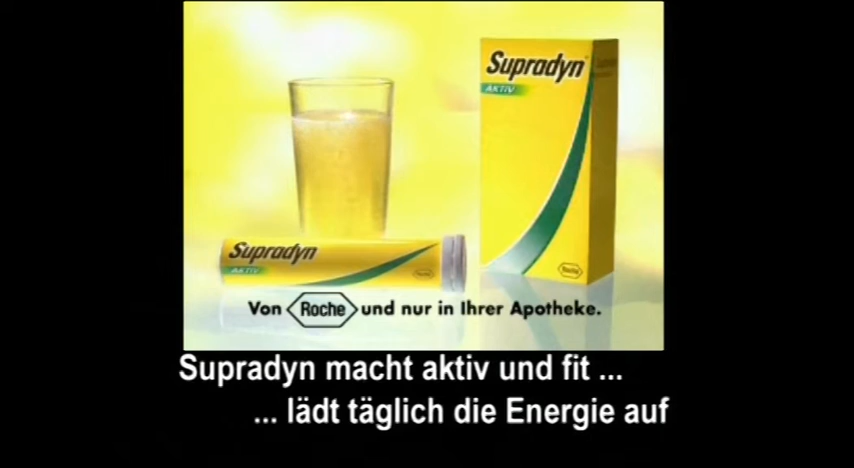 Supradyn
AKTIV
Supradyn
AKTIV
Roche
Roche
Von Roche und nur in Ihrer Apotheke.
Supradyn macht aktiv und fit ...
... lädt täglich die Energie auf